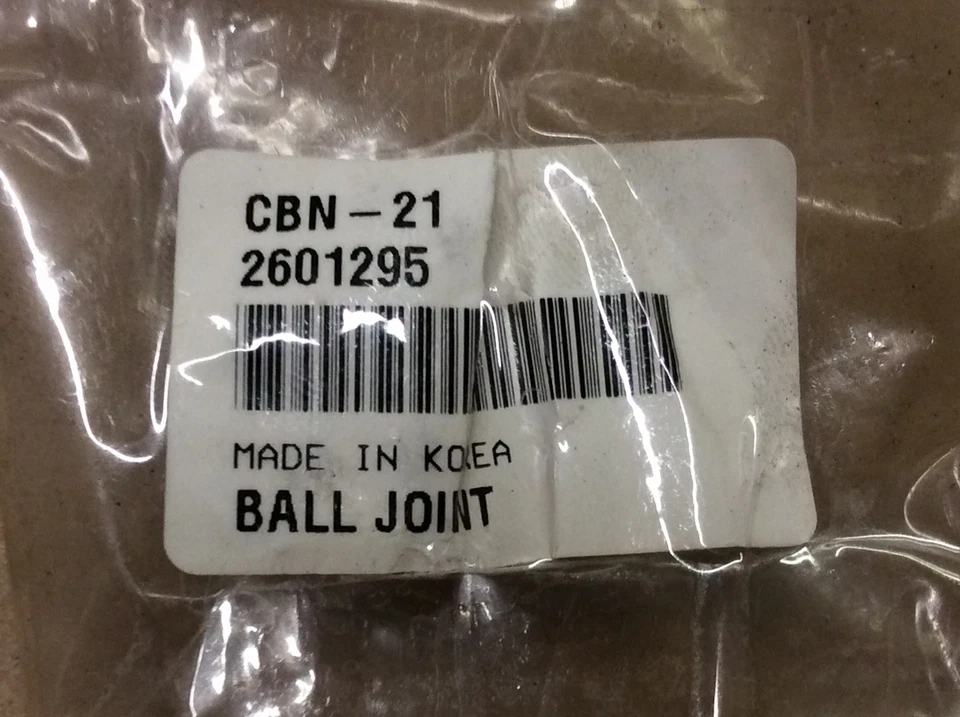 CBN - 21
2601295
MADE IN KOREA
BALL JOINT